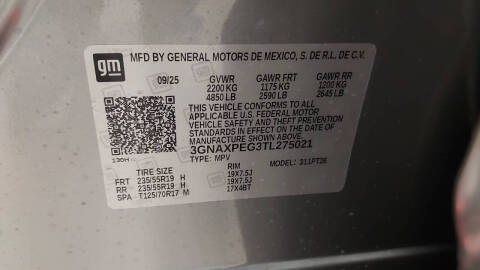 gm
MFD BY GENERAL MOTORS DE MEXICO, S. DE R.L. DE C.V.
09/25 GVWR GAWR FRT GAWR RR
2200 KG 1175 KG 1200 KG
4850 LB 2590 LB 2645 LB
THIS VEHICLE CONFORMS TO ALL
APPLICABLE U.S. FEDERAL MOTOR
VEHICLE SAFETY, BUMPER, AND THEFT
PREVENTION STANDARDS IN EFFECT ON
THE DATE OF MANUFACTURE SHOWN ABOVE.
3GNAXPEG3TL275021
TYPE: MPV MODEL: 311PT26
TIRE SIZE RIM
FRT 235/55R19 H 19X7.5J
RR 235/55R19 H 19X7.5J
SPA T125/70R17 M 17X4BT